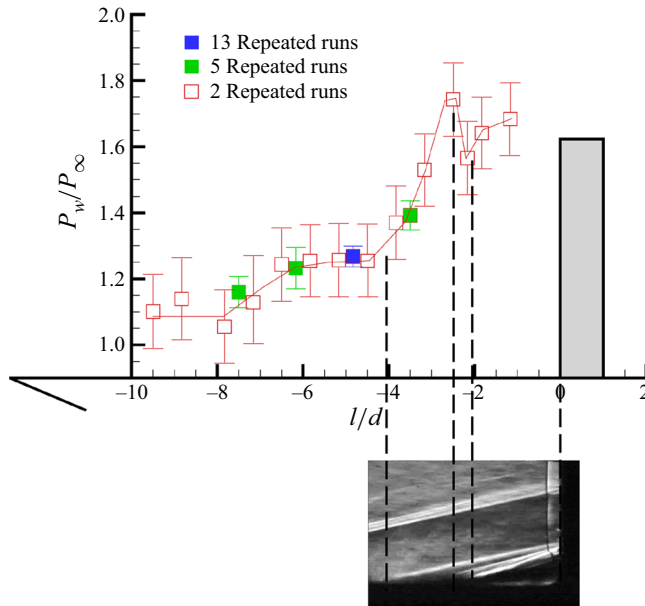 2.0
13 Repeated runs
5 Repeated runs
1.8
2 Repeated runs
1.6
P_w/P_∞
1.4
1.2
1.0
−10 −8 −6 −4 −2 0 2
l/d